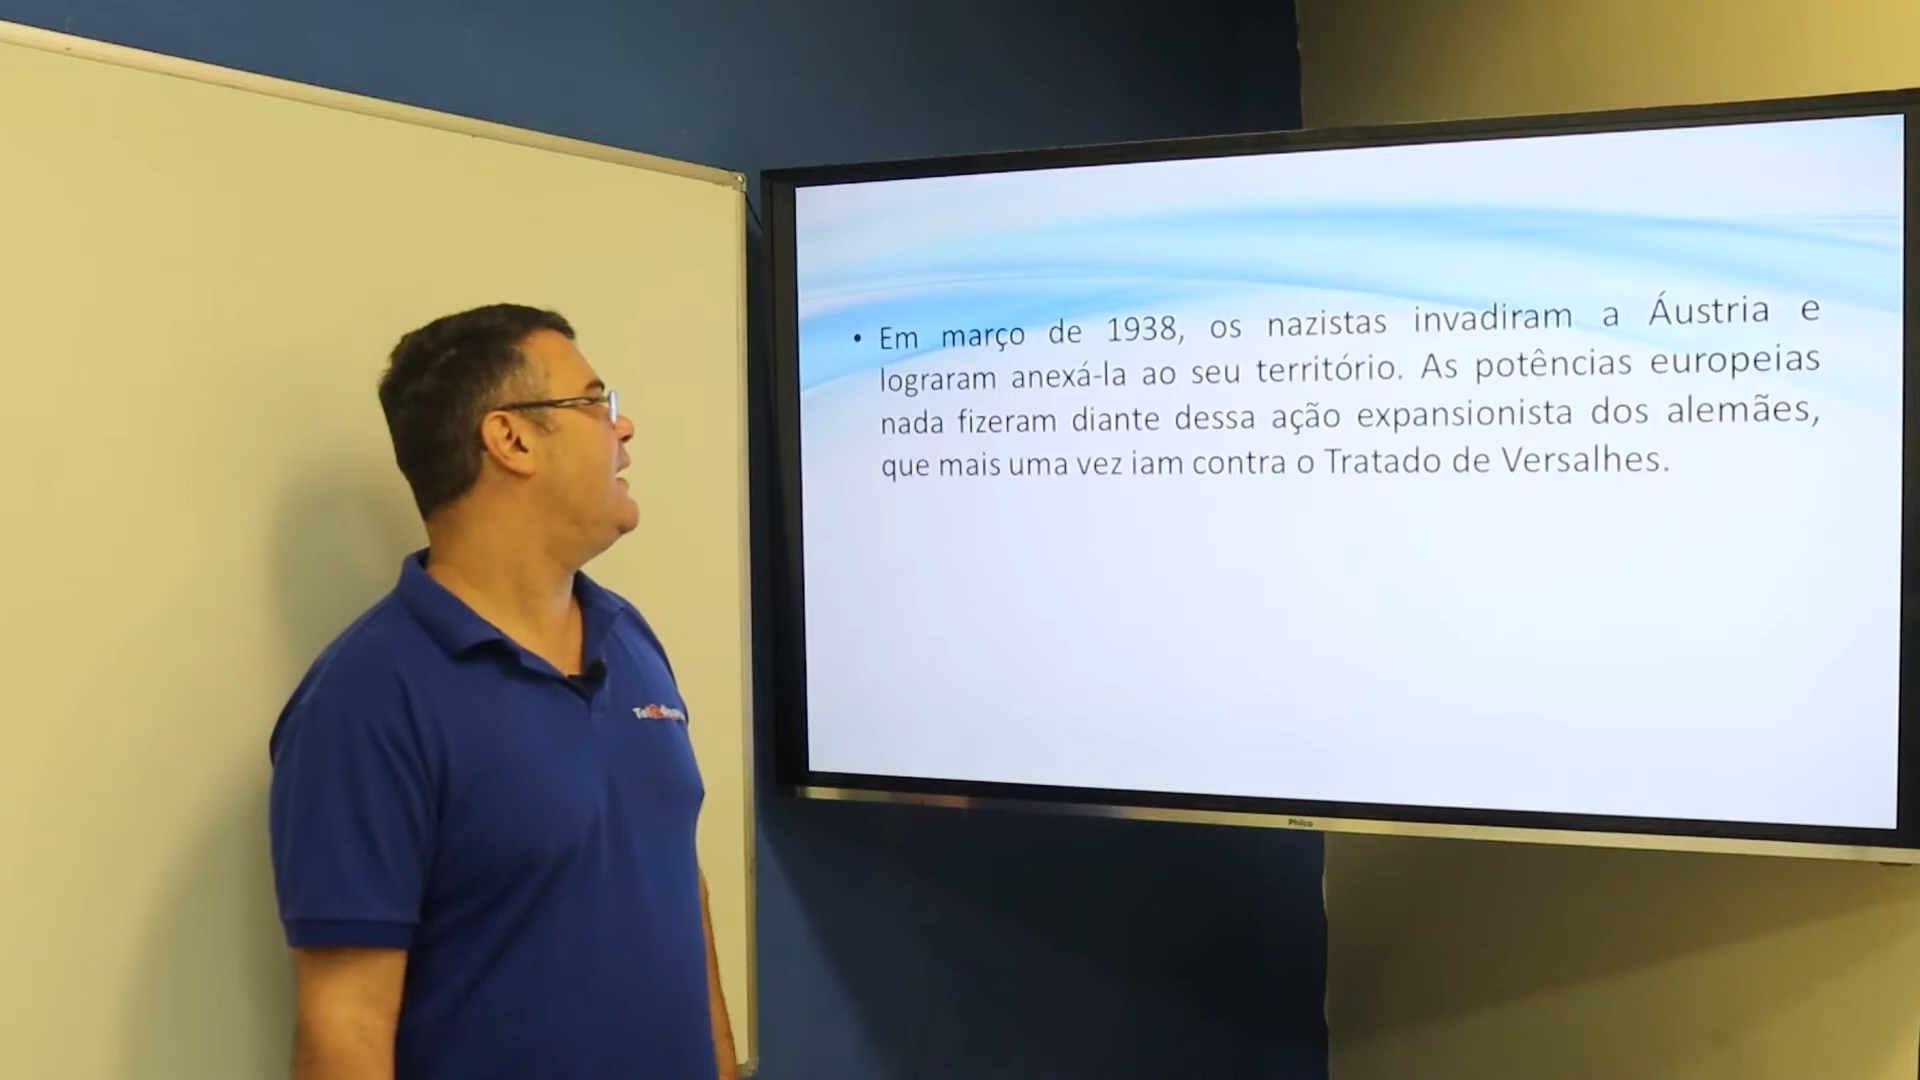 • Em março de 1938, os nazistas invadiram a Áustria e
lograram anexá-la ao seu território. As potências europeias
nada fizeram diante dessa ação expansionista dos alemães,
que mais uma vez iam contra o Tratado de Versalhes.
Philco